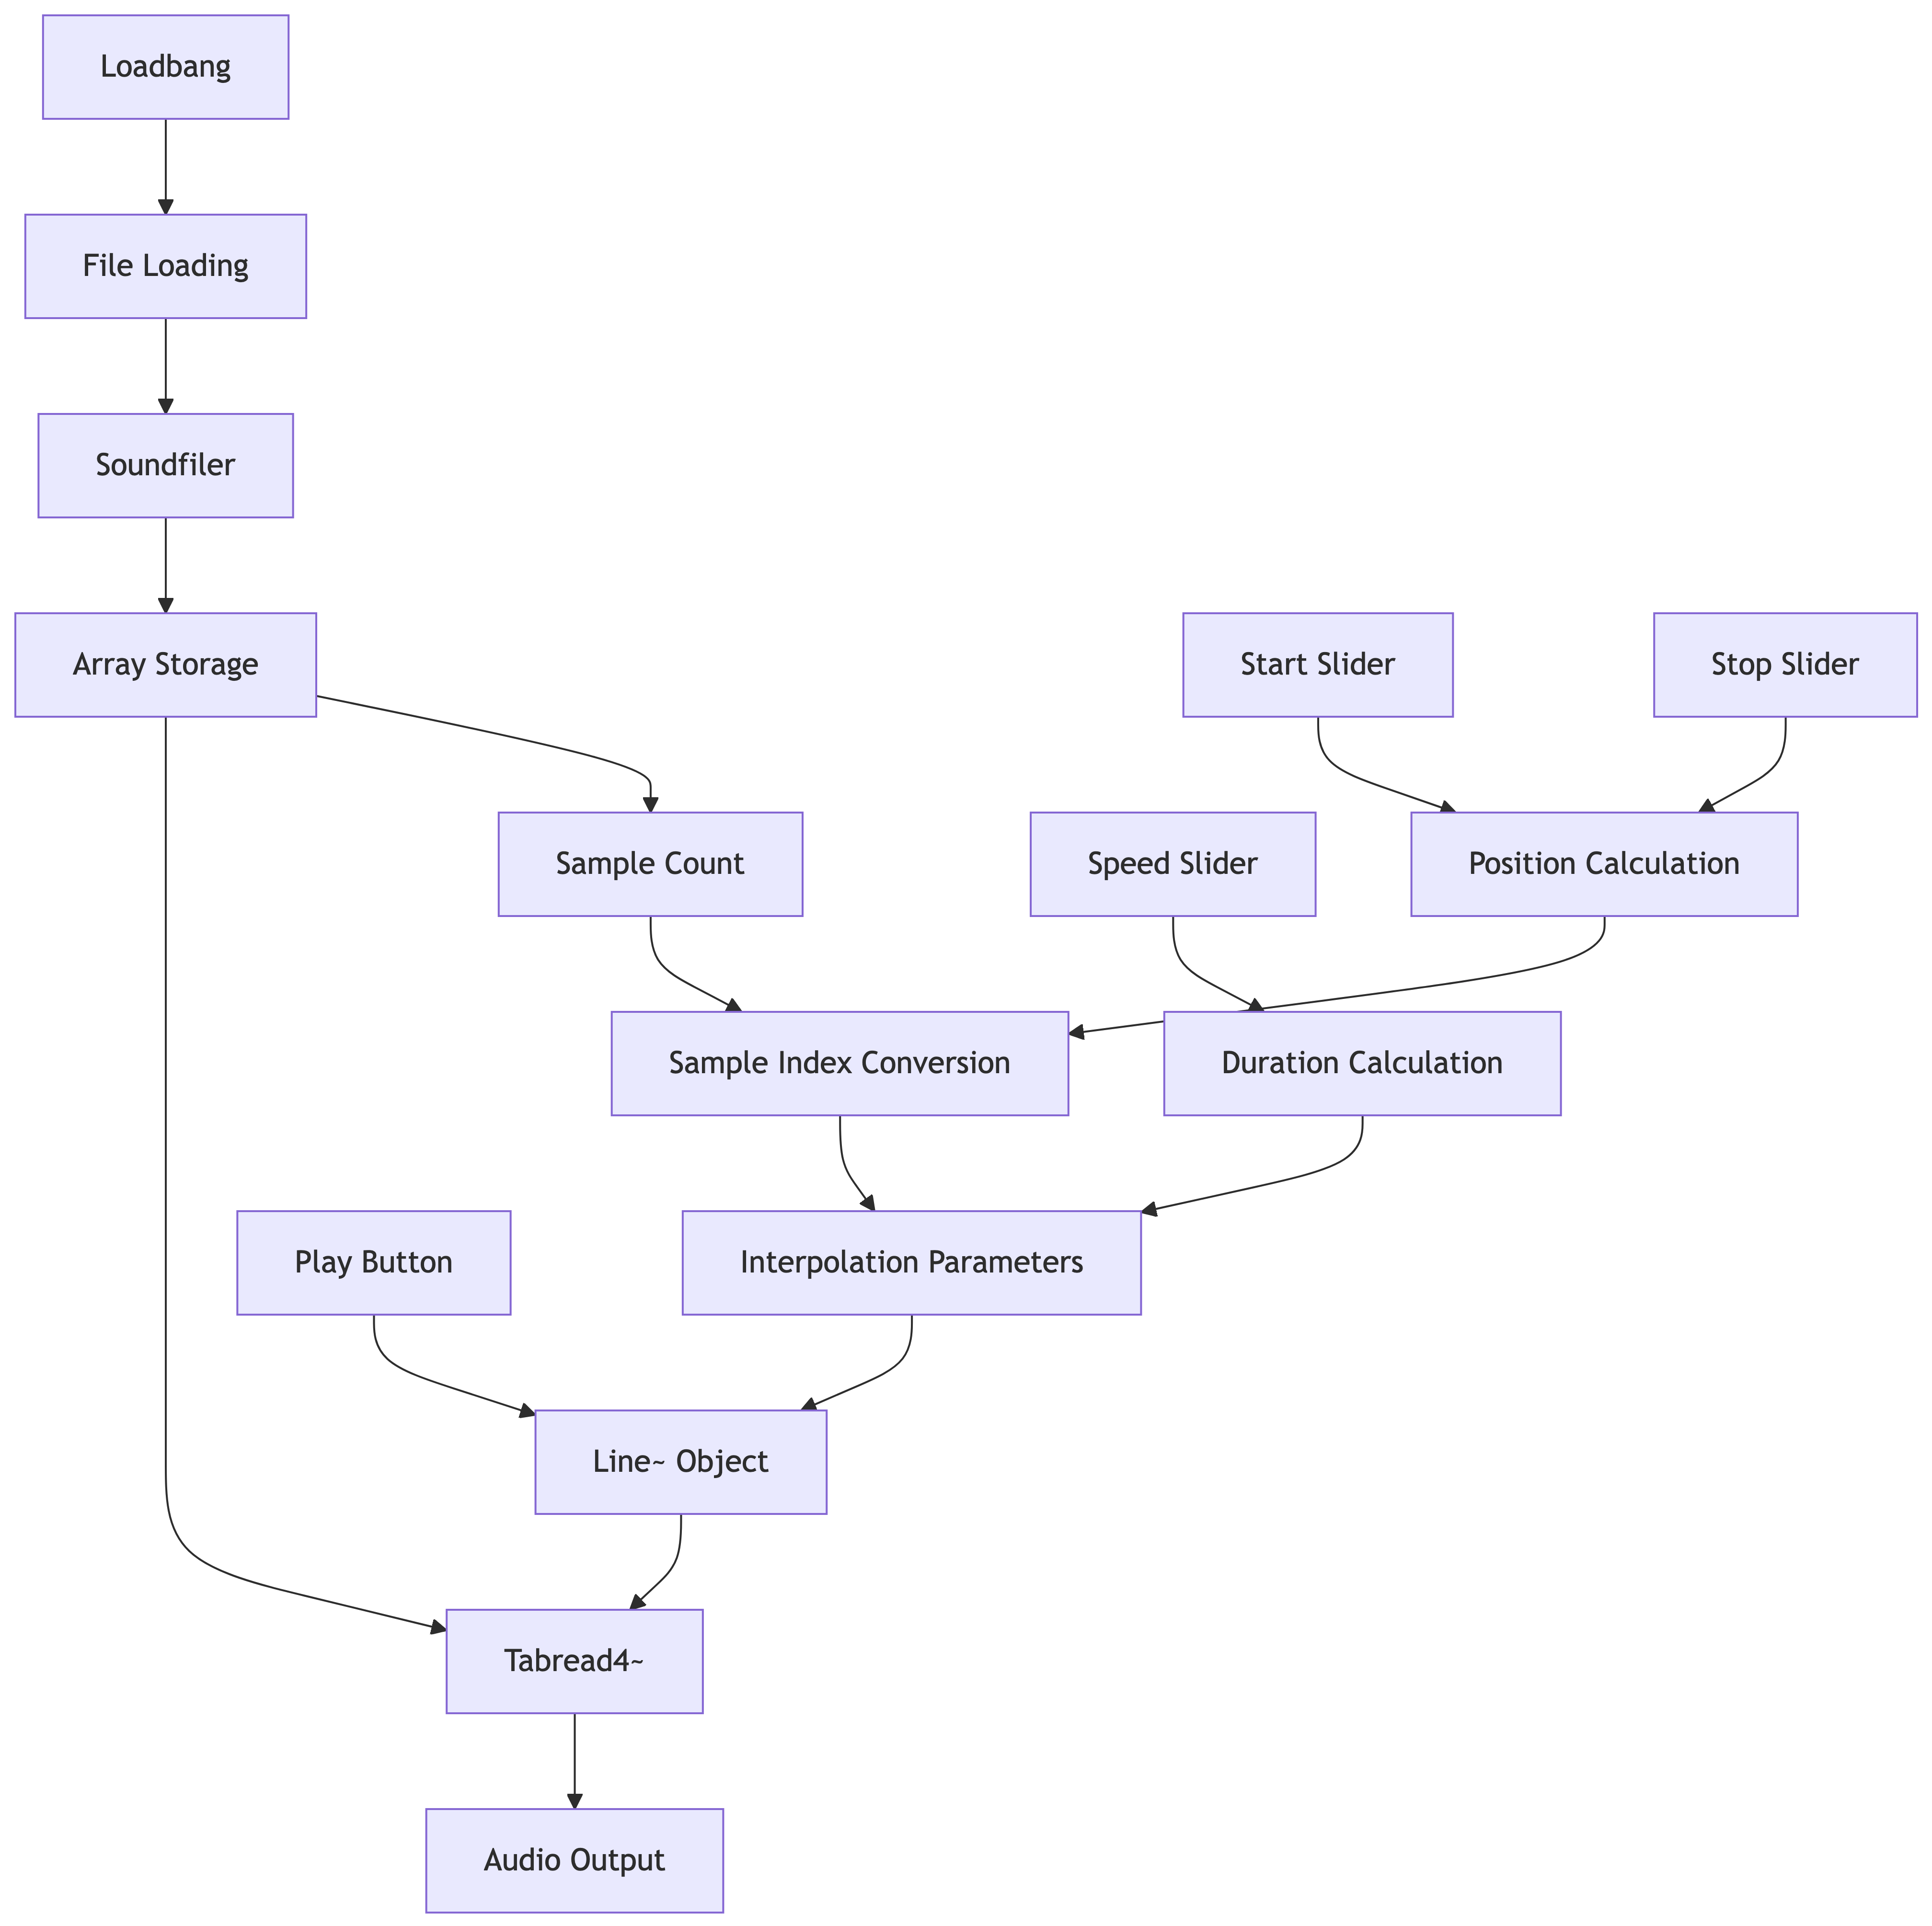 Loadbang
File Loading
Soundfiler
Array Storage
Start Slider
Stop Slider
Sample Count
Speed Slider
Position Calculation
Sample Index Conversion
Duration Calculation
Play Button
Interpolation Parameters
Line~ Object
Tabread4~
Audio Output